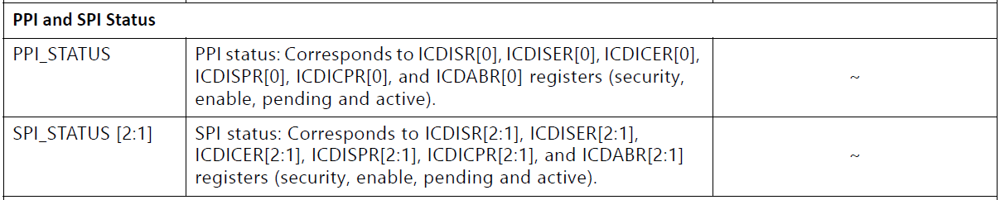 PPI and SPI Status
PPI_STATUS
PPI status: Corresponds to ICDISR[0], ICDISER[0], ICDICER[0],
ICDISPR[0], ICDICPR[0], and ICDABR[0] registers (security,
enable, pending and active).
~
SPI_STATUS [2:1]
SPI status: Corresponds to ICDISR[2:1], ICDISER[2:1],
ICDICER[2:1], ICDISPR[2:1], ICDICPR[2:1], and ICDABR[2:1]
registers (security, enable, pending and active).
~